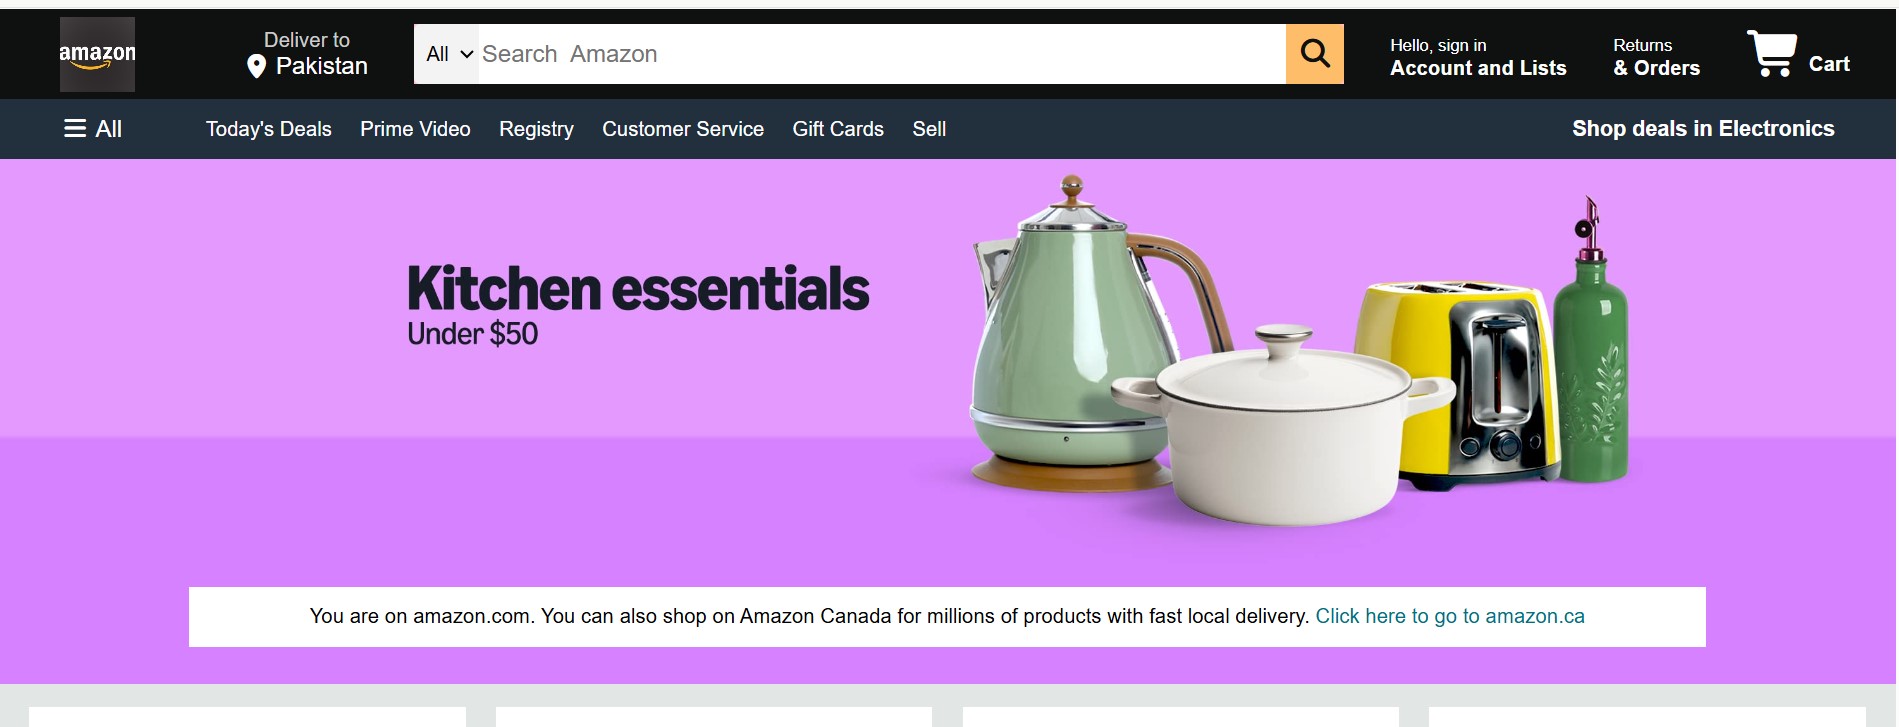 amazon
Deliver to
Pakistan
All
Search Amazon
Hello, sign in
Account and Lists
Returns
& Orders
Cart
All
Today's Deals
Prime Video
Registry
Customer Service
Gift Cards
Sell
Shop deals in Electronics
Kitchen essentials
Under $50
You are on amazon.com. You can also shop on Amazon Canada for millions of products with fast local delivery. Click here to go to amazon.ca